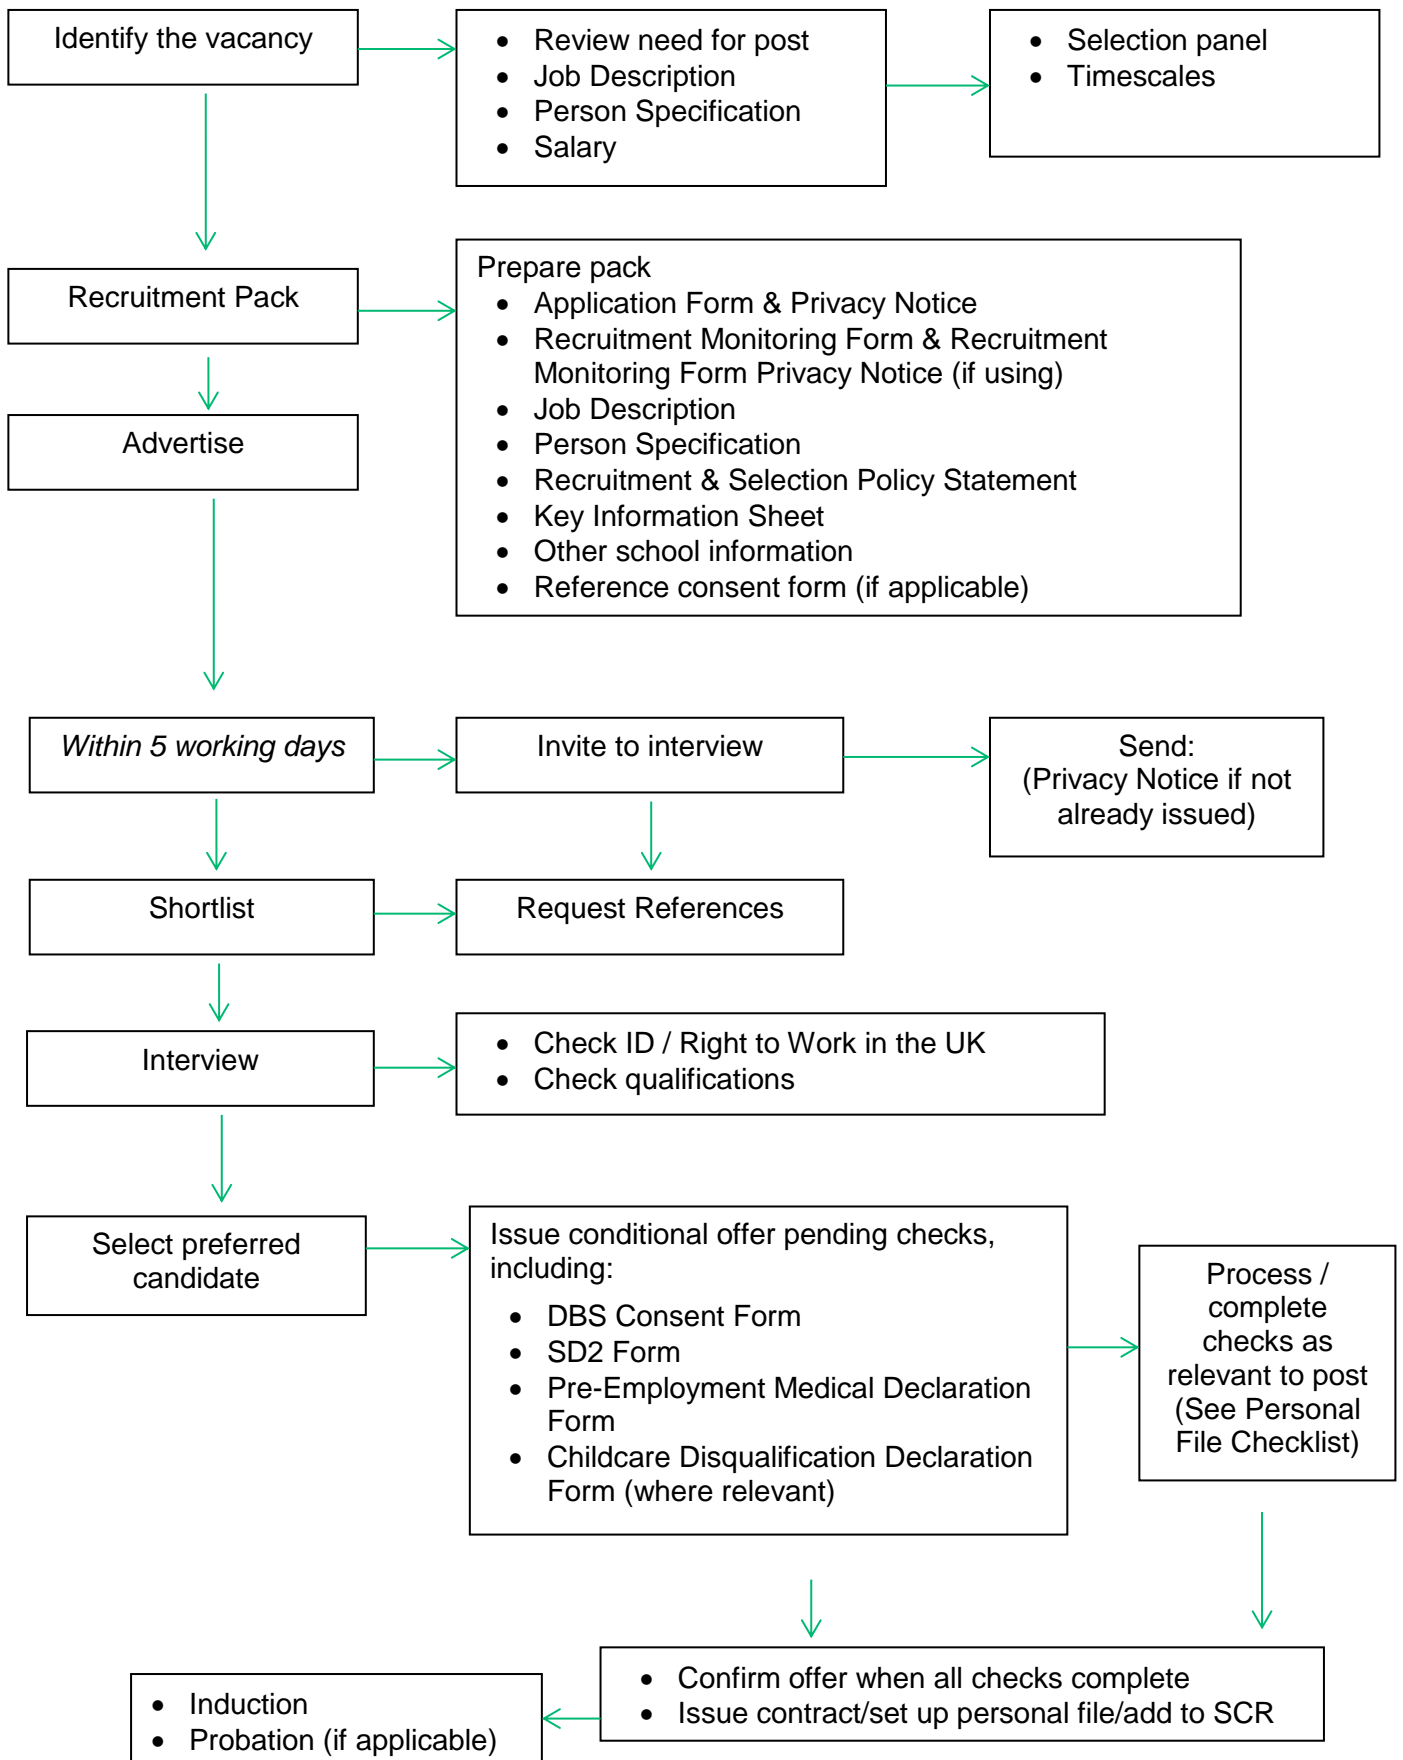 Identify the vacancy
• Review need for post
• Job Description
• Person Specification
• Salary
• Selection panel
• Timescales
Recruitment Pack
Prepare pack
• Application Form & Privacy Notice
• Recruitment Monitoring Form & Recruitment
Monitoring Form Privacy Notice (if using)
• Job Description
• Person Specification
• Recruitment & Selection Policy Statement
• Key Information Sheet
• Other school information
• Reference consent form (if applicable)
Advertise
Within 5 working days
Invite to interview
Send:
(Privacy Notice if not
already issued)
Shortlist
Request References
Interview
• Check ID / Right to Work in the UK
• Check qualifications
Select preferred
candidate
Issue conditional offer pending checks,
including:
• DBS Consent Form
• SD2 Form
• Pre-Employment Medical Declaration
Form
• Childcare Disqualification Declaration
Form (where relevant)
Process /
complete
checks as
relevant to post
(See Personal
File Checklist)
• Confirm offer when all checks complete
• Issue contract/set up personal file/add to SCR
• Induction
• Probation (if applicable)